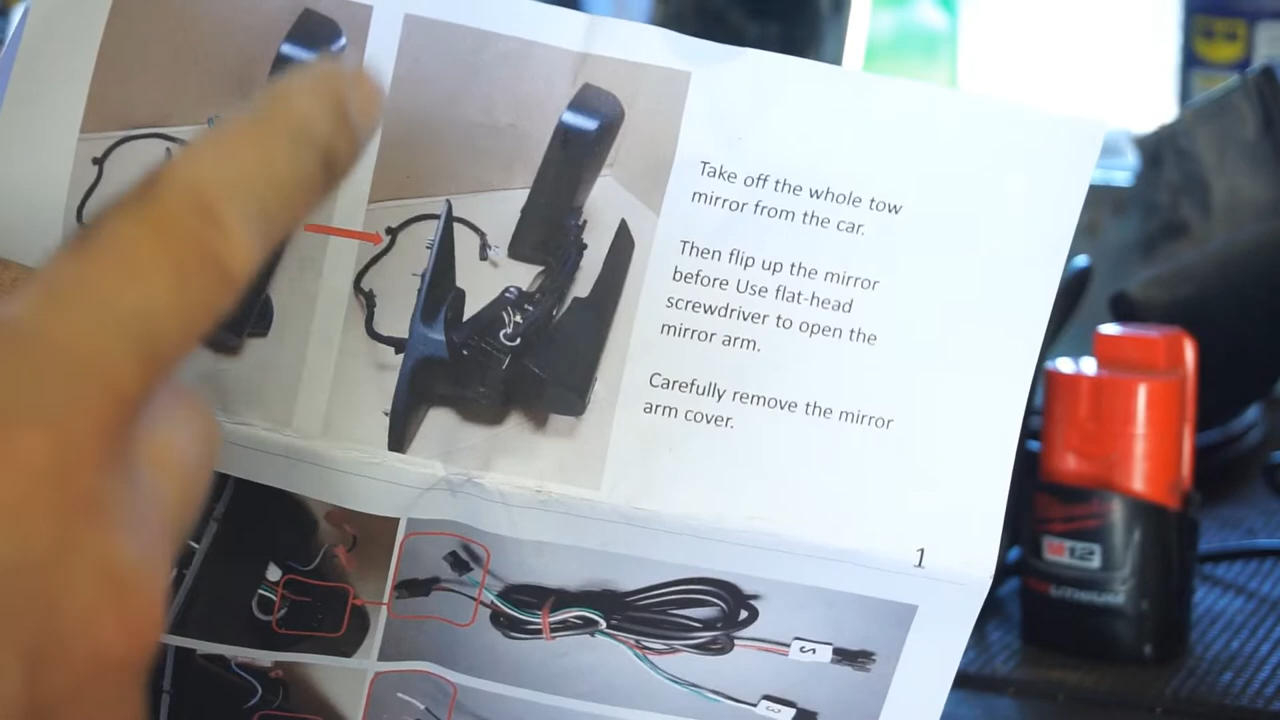 Take off the whole tow
mirror from the car.
Then flip up the mirror
before Use flat-head
screwdriver to open the
mirror arm.
Carefully remove the mirror
arm cover.
1
S
3
M12